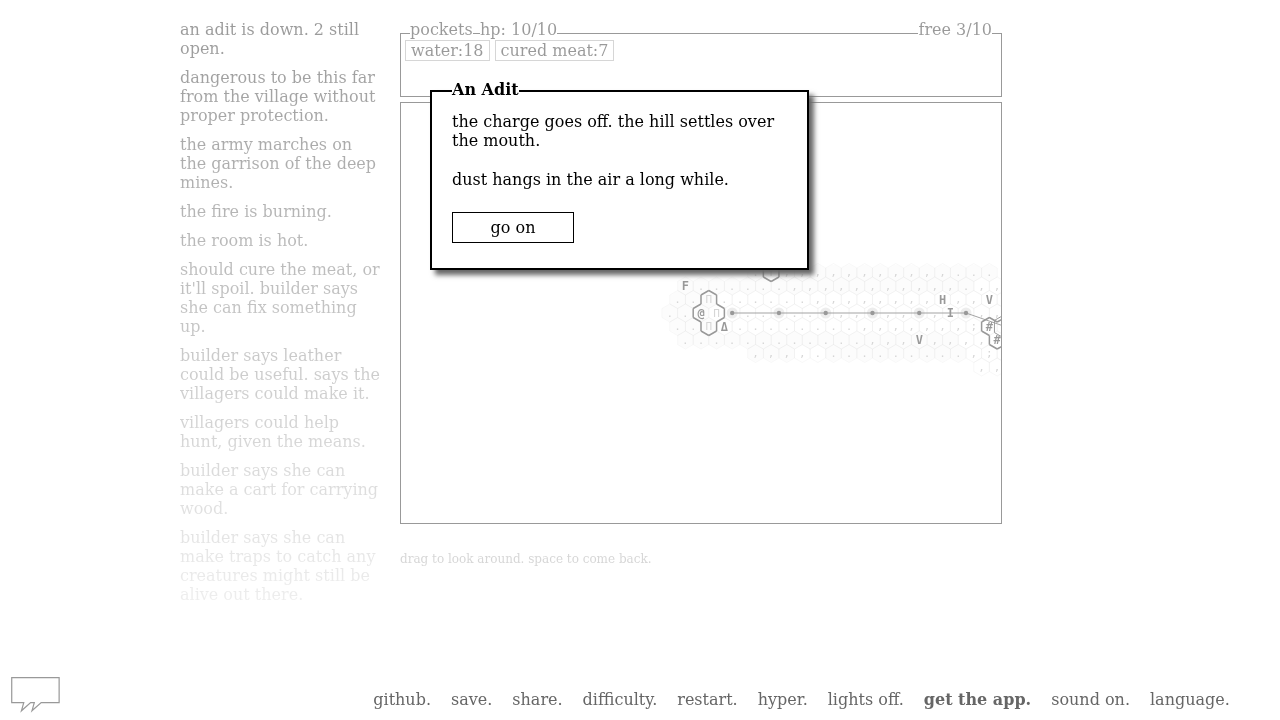 an adit is down. 2 still
open.
dangerous to be this far
from the village without
proper protection.
the army marches on
the garrison of the deep
mines.
the fire is burning.
the room is hot.
should cure the meat, or
it'll spoil. builder says
she can fix something
up.
builder says leather
could be useful. says the
villagers could make it.
villagers could help
hunt, given the means.
builder says she can
make a cart for carrying
wood.
builder says she can
make traps to catch any
creatures might still be
alive out there.
pockets hp: 10/10 free 3/10
water:18 cured meat:7
An Adit
the charge goes off. the hill settles over
the mouth.
dust hangs in the air a long while.
go on
F
H V
@ I
Δ #
V #
drag to look around. space to come back.
github. save. share. difficulty. restart. hyper. lights off. get the app. sound on. language.